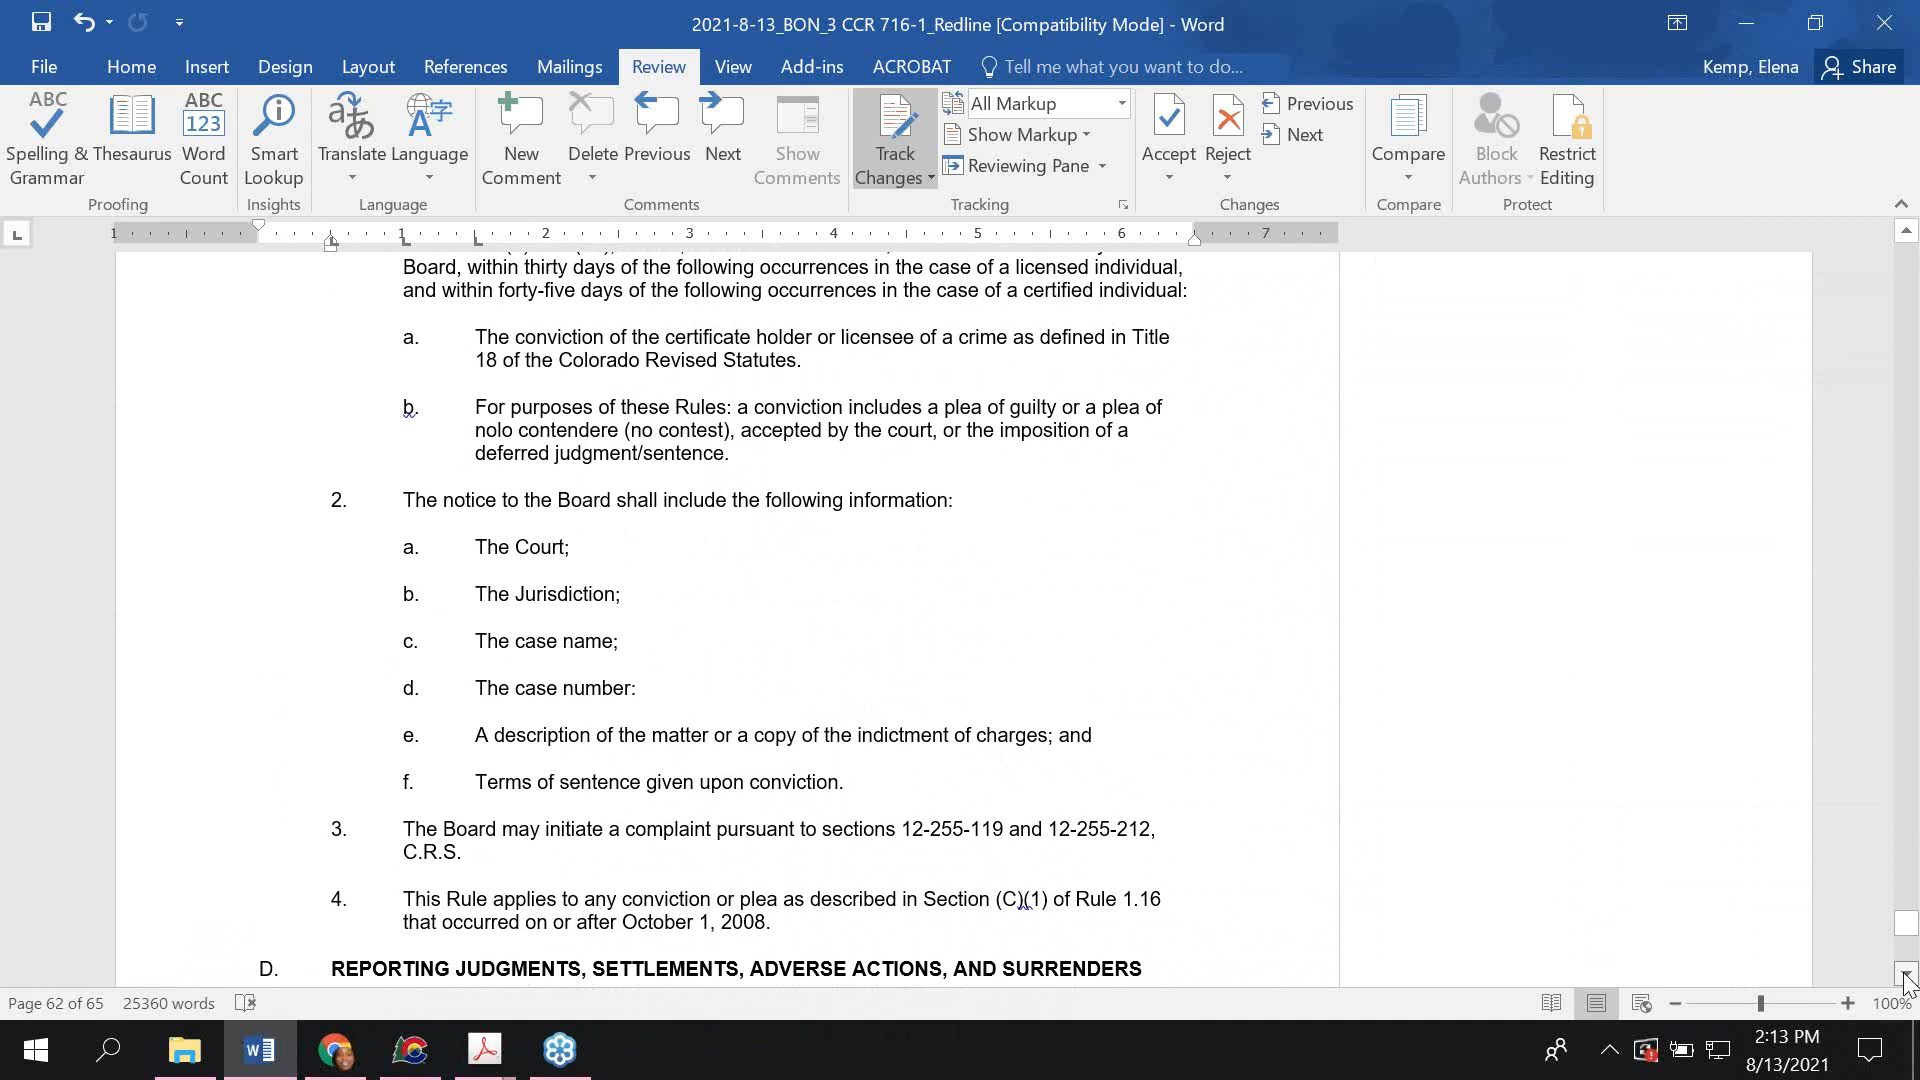 2021-8-13_BON_3 CCR 716-1_Redline [Compatibility Mode] - Word
File Home Insert Design Layout References Mailings Review View Add-ins ACROBAT Tell me what you want to do... Kemp, Elena Share
ABC Spelling & Grammar
Thesaurus
ABC 123 Word Count
Proofing
Smart Lookup
Insights
Translate
Language
Language
New Comment
Delete
Previous
Next
Show Comments
Comments
Track Changes
All Markup
Show Markup
Reviewing Pane
Tracking
Accept
Reject
Previous
Next
Changes
Compare
Compare
Block Authors
Restrict Editing
Protect
1 1 2 3 4 5 6 7
Board, within thirty days of the following occurrences in the case of a licensed individual,
and within forty-five days of the following occurrences in the case of a certified individual:
a. The conviction of the certificate holder or licensee of a crime as defined in Title
18 of the Colorado Revised Statutes.
b. For purposes of these Rules: a conviction includes a plea of guilty or a plea of
nolo contendere (no contest), accepted by the court, or the imposition of a
deferred judgment/sentence.
2. The notice to the Board shall include the following information:
a. The Court;
b. The Jurisdiction;
c. The case name;
d. The case number:
e. A description of the matter or a copy of the indictment of charges; and
f. Terms of sentence given upon conviction.
3. The Board may initiate a complaint pursuant to sections 12-255-119 and 12-255-212,
C.R.S.
4. This Rule applies to any conviction or plea as described in Section (C)(1) of Rule 1.16
that occurred on or after October 1, 2008.
D. REPORTING JUDGMENTS, SETTLEMENTS, ADVERSE ACTIONS, AND SURRENDERS
Page 62 of 65 25360 words 100%
2:13 PM
8/13/2021